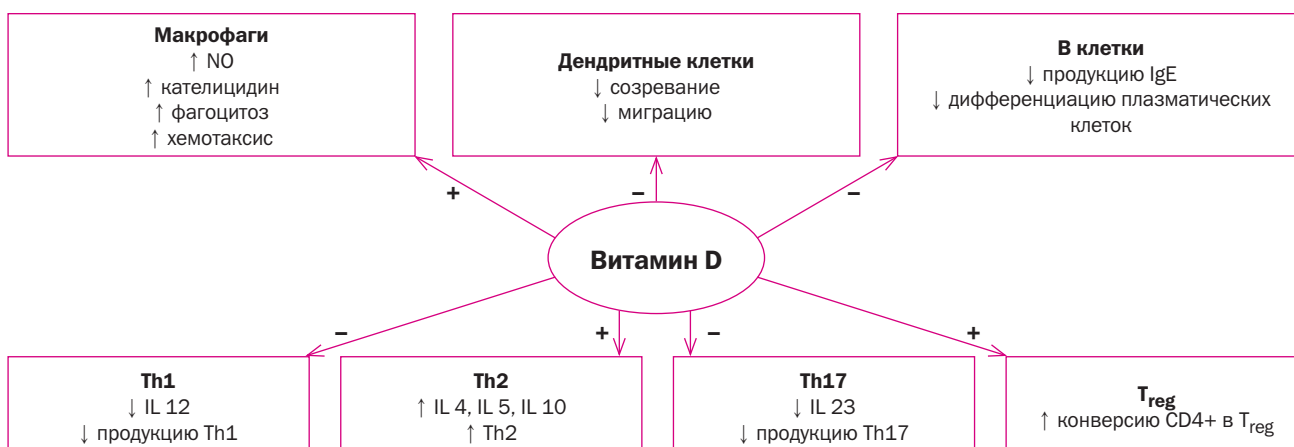 Макрофаги
↑ NO
↑ кателицидин
↑ фагоцитоз
↑ хемотаксис
Дендритные клетки
↓ созревание
↓ миграцию
В клетки
↓ продукцию IgE
↓ дифференциацию плазматических
клеток
+
–
–
Витамин D
–
+
–
+
Th1
↓ IL 12
↓ продукцию Th1
Th2
↑ IL 4, IL 5, IL 10
↑ Th2
Th17
↓ IL 23
↓ продукцию Th17
Treg
↑ конверсию CD4+ в Treg